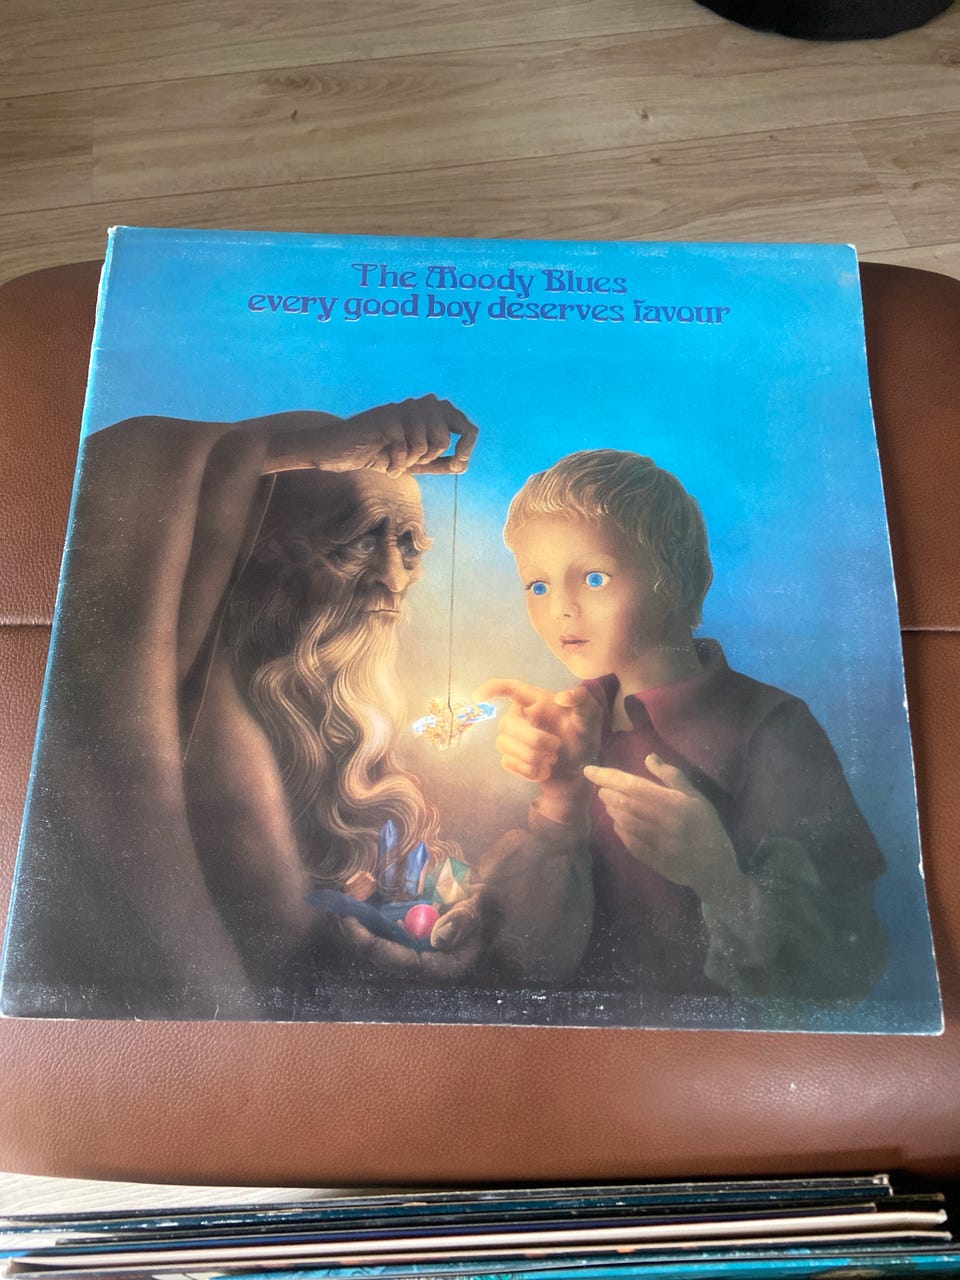 The Moody Blues
every good boy deserves favour